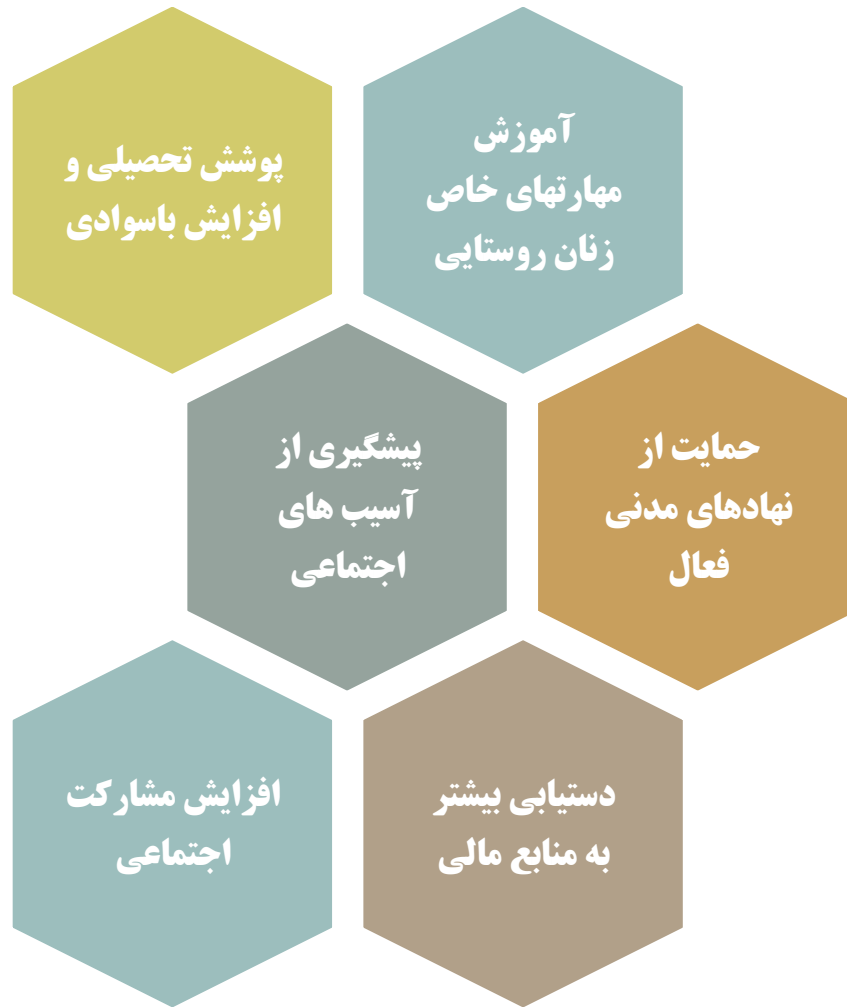 آموزش
مهارتهای خاص
زنان روستایی
پوشش تحصیلی و
افزایش باسوادی
حمایت از
نهادهای مدنی
فعال
پیشگیری از
آسیب های
اجتماعی
دستیابی بیشتر
به منابع مالی
افزایش مشارکت
اجتماعی